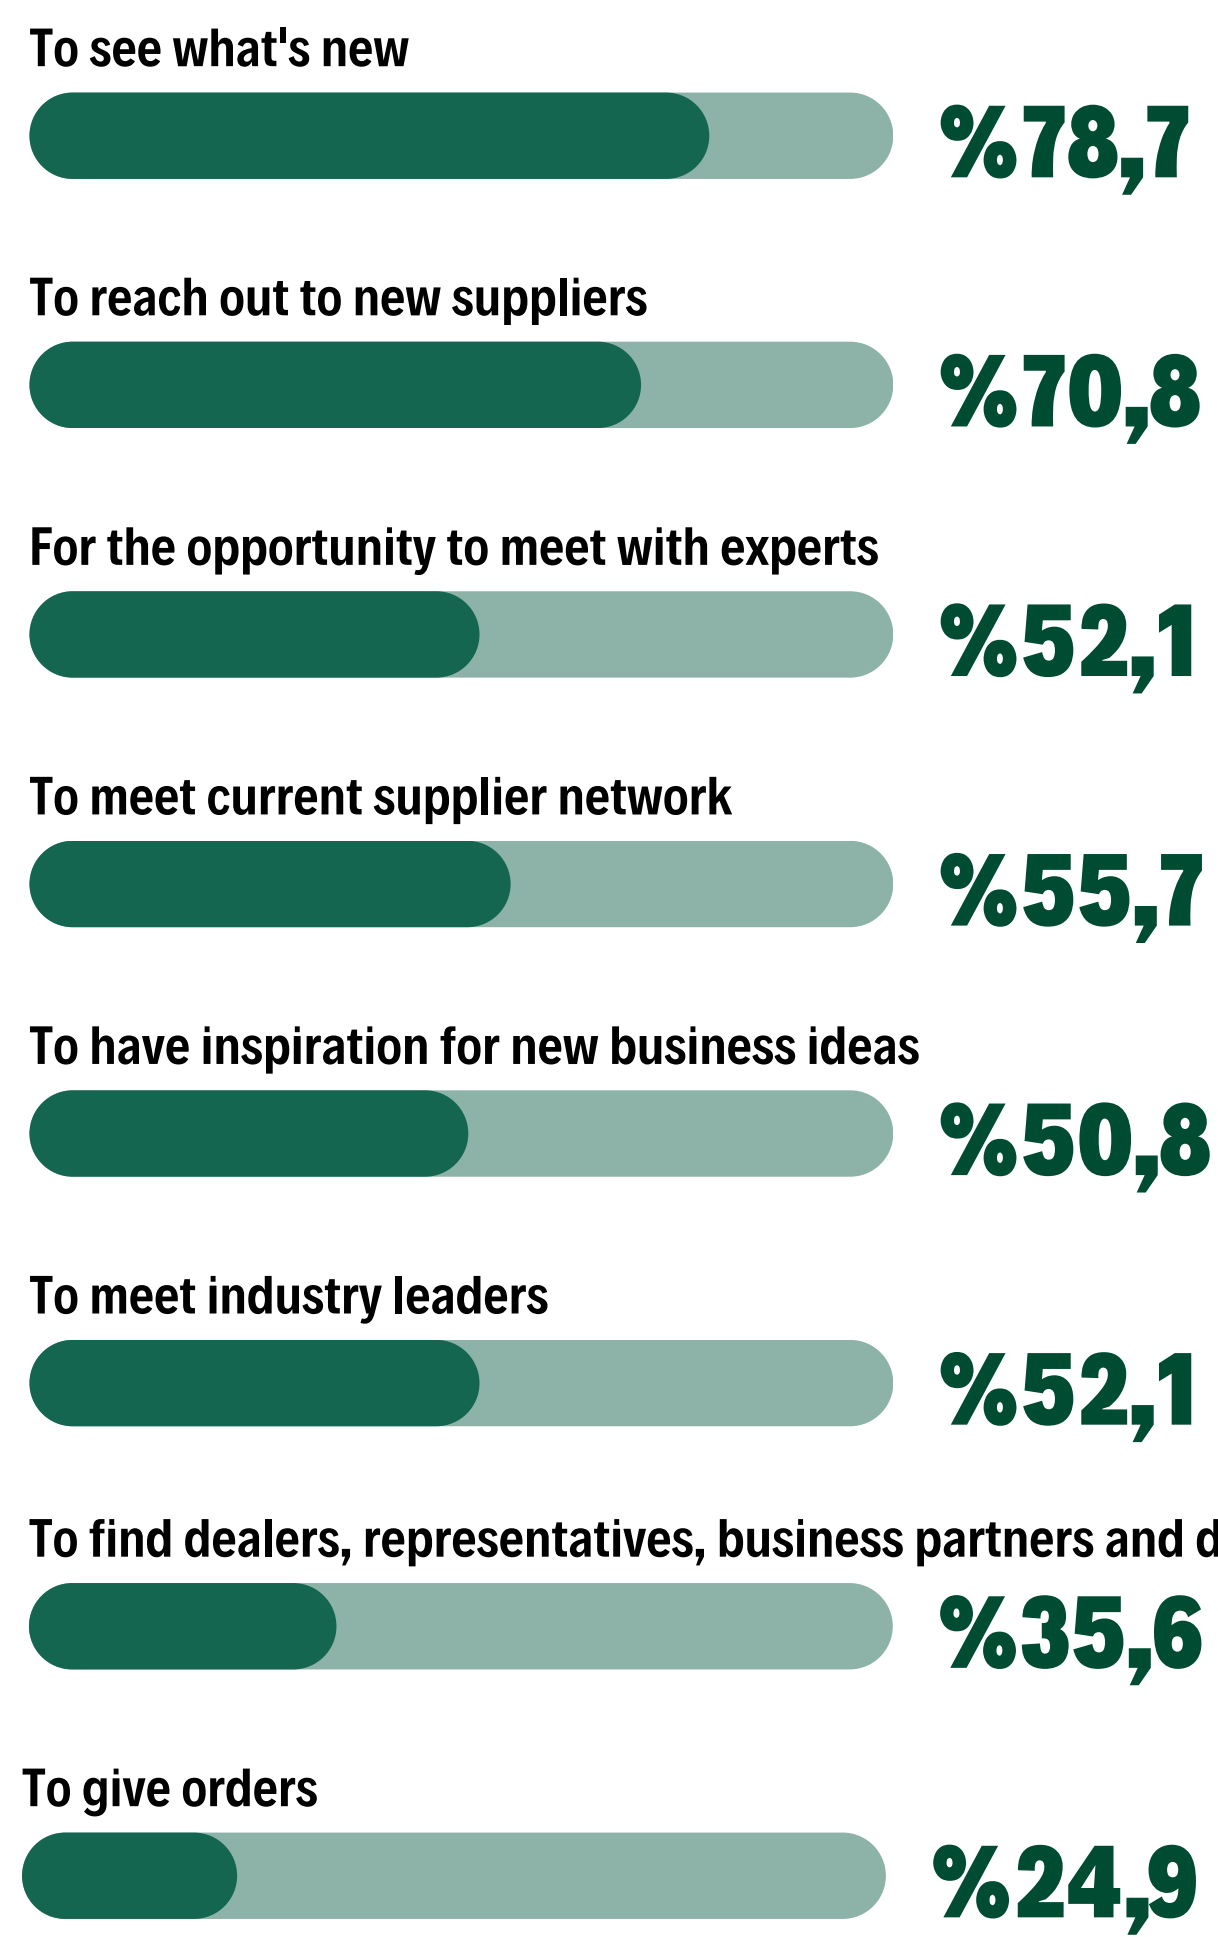 To see what's new
%78,7
To reach out to new suppliers
%70,8
For the opportunity to meet with experts
%52,1
To meet current supplier network
%55,7
To have inspiration for new business ideas
%50,8
To meet industry leaders
%52,1
To find dealers, representatives, business partners and
%35,6
To give orders
%24,9